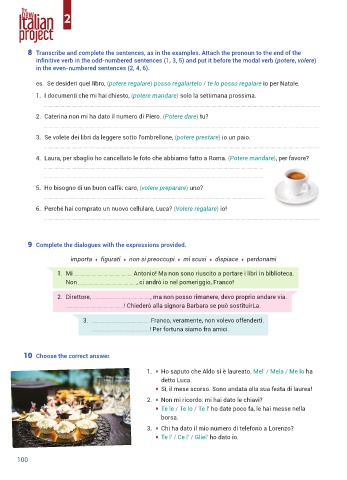 The
new
Italian
project
2
8 Transcribe and complete the sentences, as in the examples. Attach the pronoun to the end of the
infinitive verb in the odd-numbered sentences (1, 3, 5) and put it before the modal verb (potere, volere)
in the even-numbered sentences (2, 4, 6).
es. Se desideri quel libro, (potere regalare) posso regalartelo / te lo posso regalare io per Natale.
1. I documenti che mi hai chiesto, (potere mandare) solo la settimana prossima.
2. Caterina non mi ha dato il numero di Piero. (Potere dare) tu?
3. Se volete dei libri da leggere sotto l'ombrellone, (potere prestare) io un paio.
4. Laura, per sbaglio ho cancellato le foto che abbiamo fatto a Roma. (Potere mandare), per favore?
5. Ho bisogno di un buon caffè: caro, (volere preparare) uno?
6. Perché hai comprato un nuovo cellulare, Luca? (Volere regalare) io!
9 Complete the dialogues with the expressions provided.
importa • figurati • non si preoccupi • mi scusi • dispiace • perdonami
1. Mi ........................ Antonio! Ma non sono riuscito a portare i libri in biblioteca.
Non ........................, ci andrò io nel pomeriggio, Franco!
2. Direttore, ........................, ma non posso rimanere, devo proprio andare via.
........................! Chiederò alla signora Barbara se può sostituirLa.
3. ........................ Franco, veramente, non volevo offenderti.
........................! Per fortuna siamo fra amici.
10 Choose the correct answer.
1. • Ho saputo che Aldo si è laureato. Mel' / Mela / Me lo ha
detto Luca.
• Sì, il mese scorso. Sono andata alla sua festa di laurea!
2. • Non mi ricordo: mi hai dato le chiavi?
• Te le / Te lo / Te l' ho date poco fa, le hai messe nella
borsa.
3. • Chi ha dato il mio numero di telefono a Lorenzo?
• Te l' / Ce l' / Gliel' ho dato io.
100